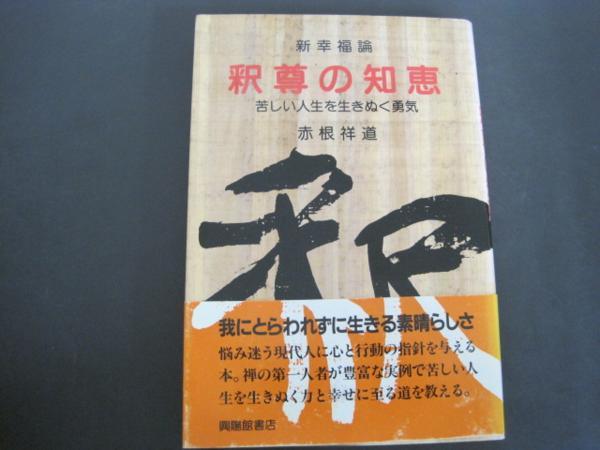 新幸福論
釈尊の知恵
苦しい人生を生きぬく勇気
赤根祥道
釈
我にとらわれずに生きる素晴らしさ
悩み迷う現代人に心と行動の指針を与える
本。禅の第一人者が豊富な実例で苦しい人
生を生きぬく力と幸せに至る道を教える。
興陽館書店